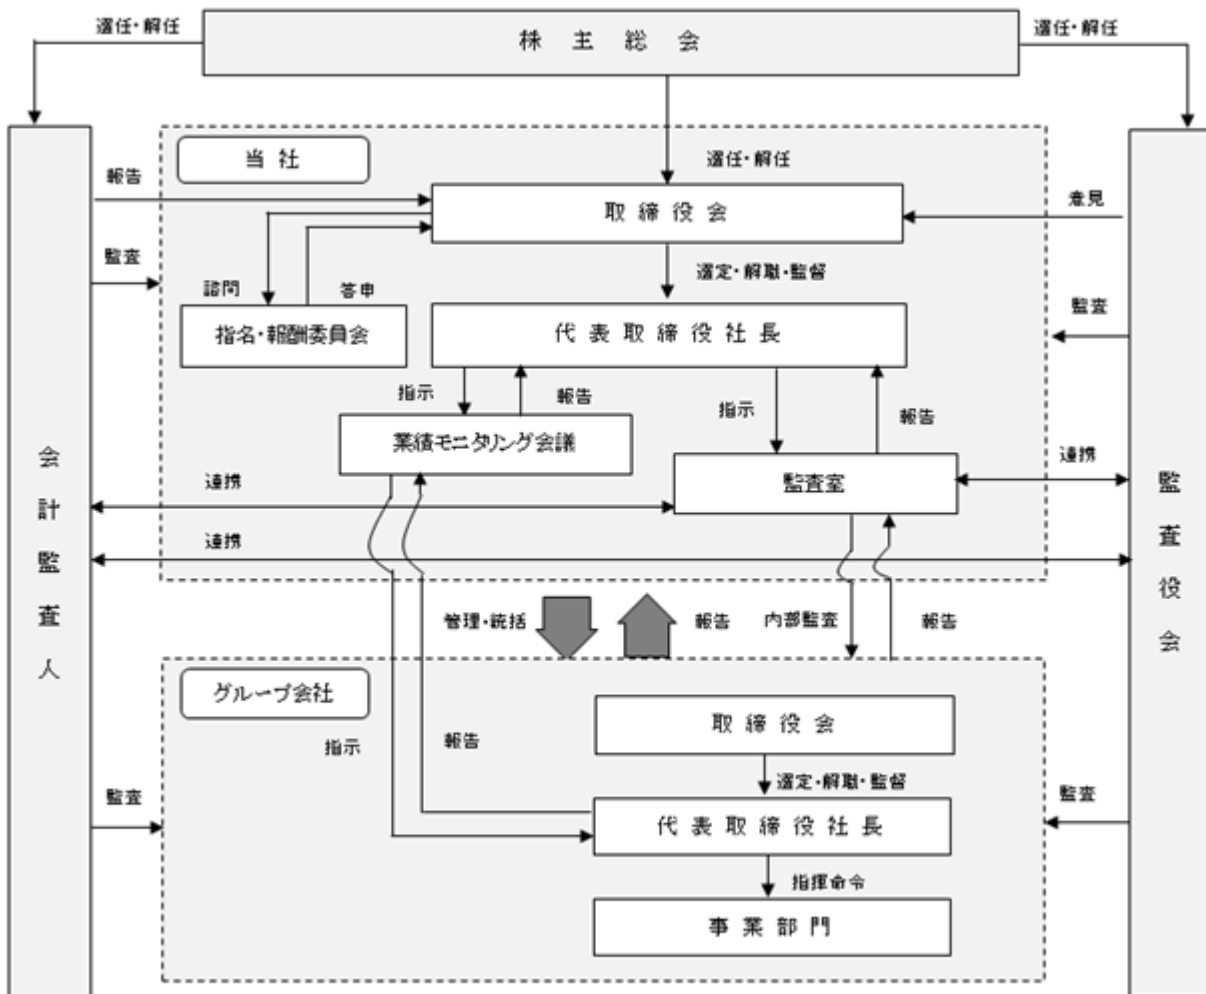 選任・解任
株主総会
選任・解任
当社
選任・解任
報告
取締役会
意見
監査
選定・解職・監督
諮問
答申
監査
指名・報酬委員会
代表取締役社長
指示
報告
指示
報告
業績モニタリング会議
連携
監査室
連携
連携
会計監査人
監査役会
管理・統括
報告
内部監査
報告
グループ会社
取締役会
指示
報告
選定・解職・監督
監査
代表取締役社長
監査
指揮命令
事業部門